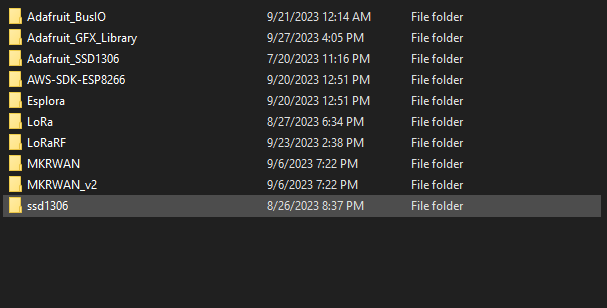 Adafruit_BusIO 9/21/2023 12:14 AM File folder
Adafruit_GFX_Library 9/27/2023 4:05 PM File folder
Adafruit_SSD1306 7/20/2023 11:16 PM File folder
AWS-SDK-ESP8266 9/20/2023 12:51 PM File folder
Esplora 9/20/2023 12:51 PM File folder
LoRa 8/27/2023 6:34 PM File folder
LoRaRF 9/23/2023 2:38 PM File folder
MKRWAN 9/6/2023 7:22 PM File folder
MKRWAN_v2 9/6/2023 7:22 PM File folder
ssd1306 8/26/2023 8:37 PM File folder